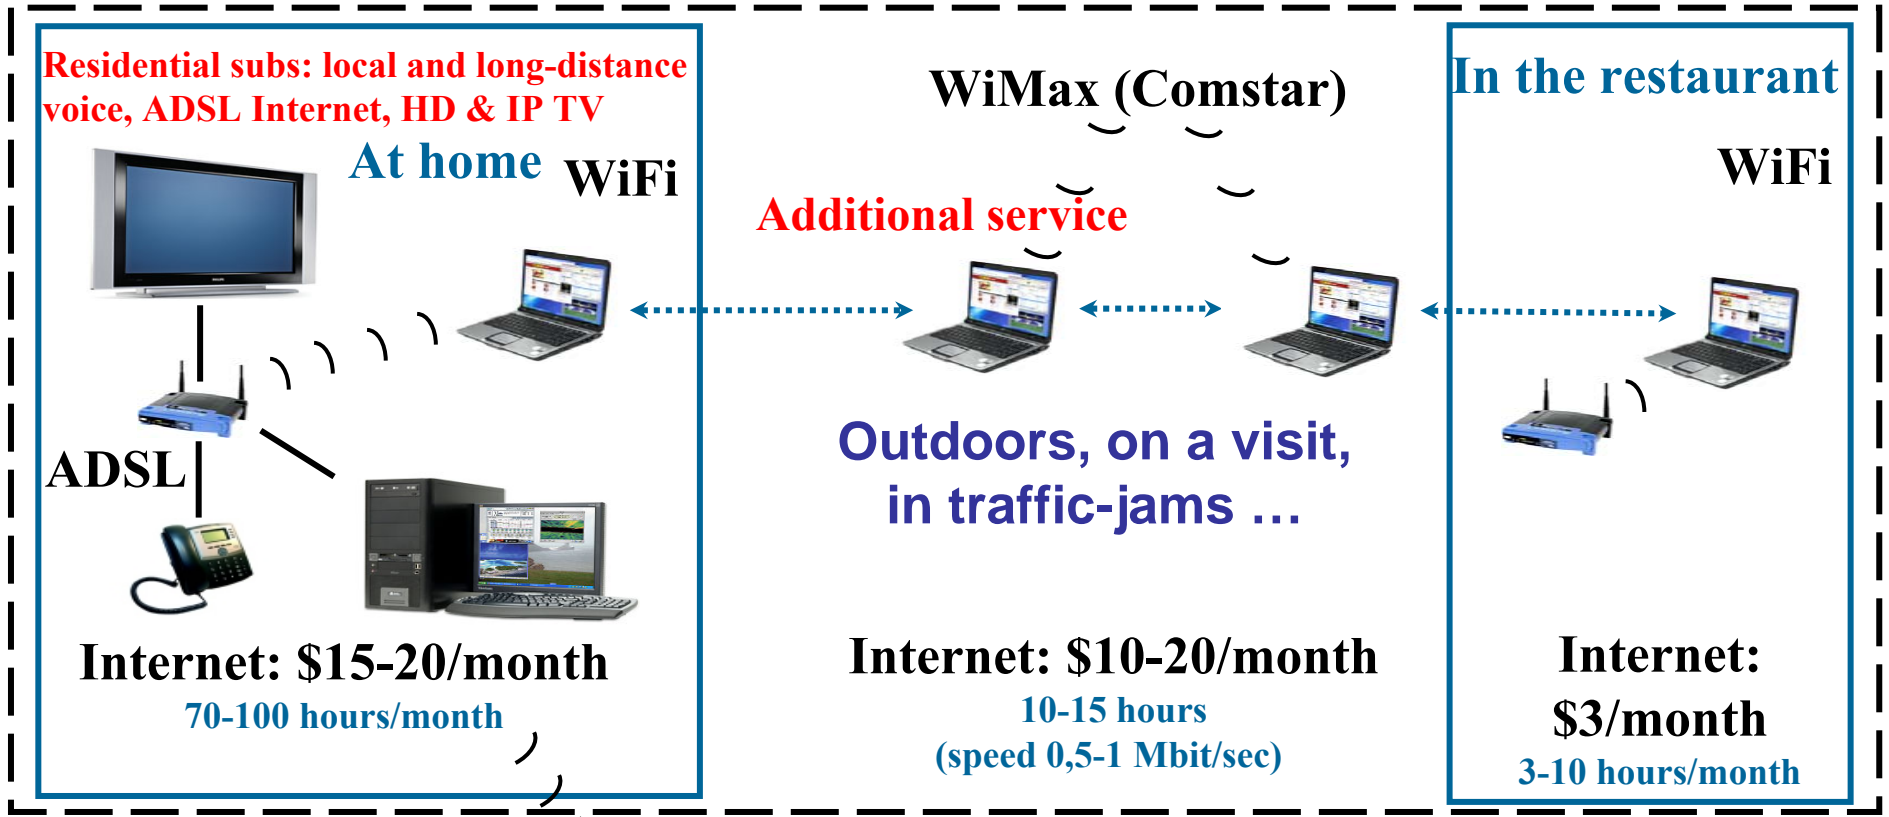 Residential subs: local and long-distance
voice, ADSL Internet, HD & IP TV
At home
WiFi
ADSL
Internet: $15-20/month
70-100 hours/month
WiMax (Comstar)
Additional service
Outdoors, on a visit,
in traffic-jams …
Internet: $10-20/month
10-15 hours
(speed 0,5-1 Mbit/sec)
In the restaurant
WiFi
Internet:
$3/month
3-10 hours/month